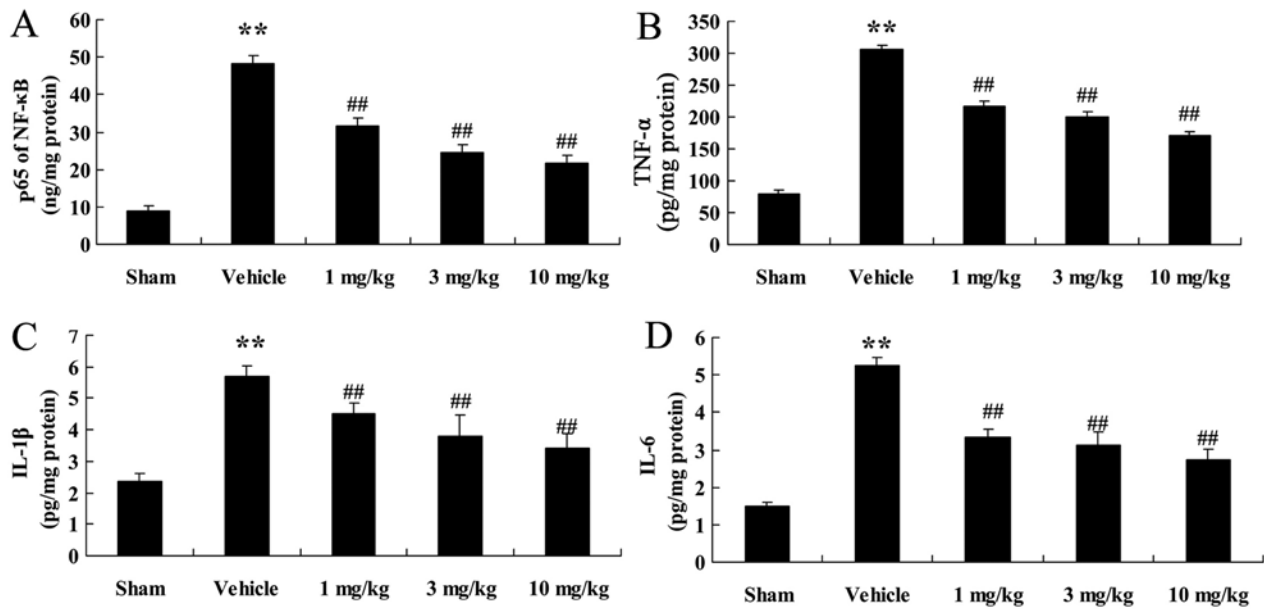 A
p65 of NF-κB
(ng/mg protein)
60
50
40
30
20
10
0
**
##
##
##
Sham
Vehicle
1 mg/kg
3 mg/kg
10 mg/kg
B
TNF-α
(pg/mg protein)
350
300
250
200
150
100
50
0
**
##
##
##
Sham
Vehicle
1 mg/kg
3 mg/kg
10 mg/kg
C
IL-1β
(pg/mg protein)
7
6
5
4
3
2
1
0
**
##
##
##
Sham
Vehicle
1 mg/kg
3 mg/kg
10 mg/kg
D
IL-6
(pg/mg protein)
6
5
4
3
2
1
0
**
##
##
##
Sham
Vehicle
1 mg/kg
3 mg/kg
10 mg/kg